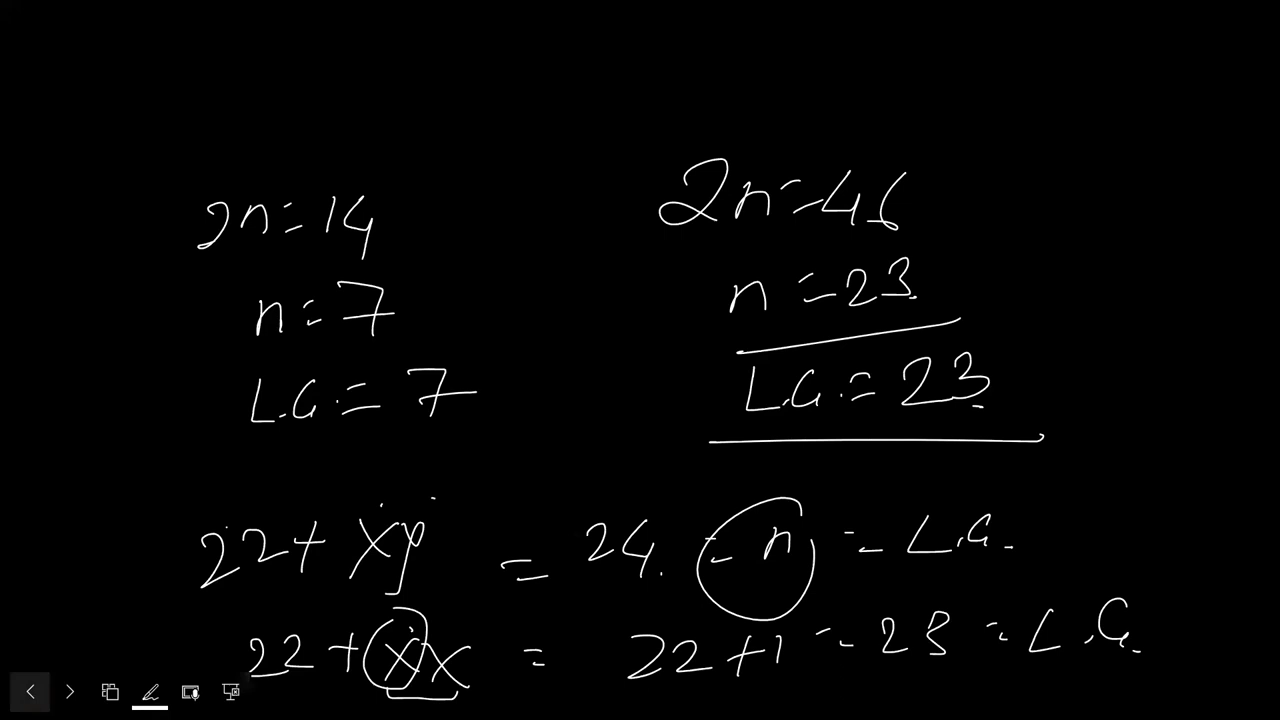 2n=14
n=7
L.G.=7
2n=46
n=23
L.G.=23
22+xy = 24. = n = L.G.
22+xx = 22+1 = 23 = L.G.